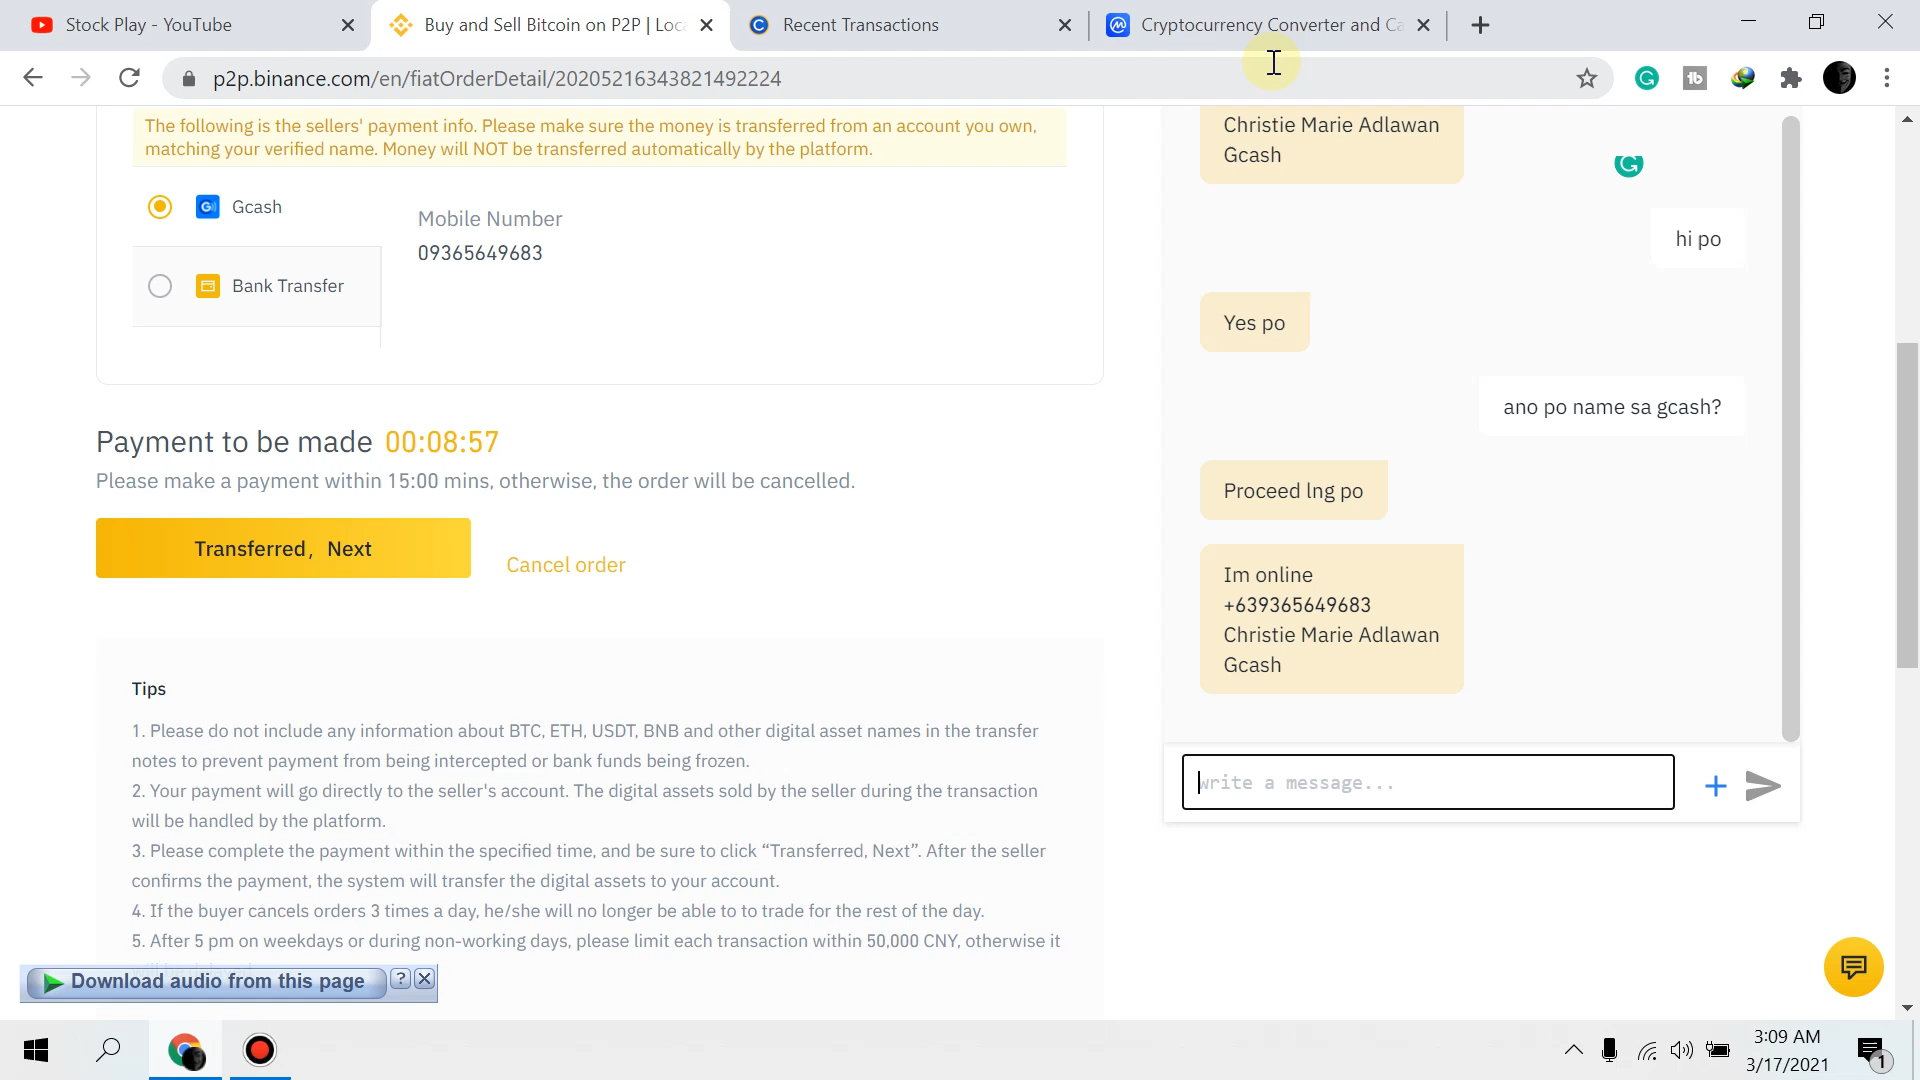 Stock Play - YouTube
Buy and Sell Bitcoin on P2P | Loca
Recent Transactions
Cryptocurrency Converter and Ca
p2p.binance.com/en/fiatOrderDetail/20205216343821492224
The following is the sellers' payment info. Please make sure the money is transferred from an account you own,
matching your verified name. Money will NOT be transferred automatically by the platform.
Gcash
Mobile Number
09365649683
Bank Transfer
Payment to be made 00:08:57
Please make a payment within 15:00 mins, otherwise, the order will be cancelled.
Transferred, Next
Cancel order
Tips
1. Please do not include any information about BTC, ETH, USDT, BNB and other digital asset names in the transfer
notes to prevent payment from being intercepted or bank funds being frozen.
2. Your payment will go directly to the seller's account. The digital assets sold by the seller during the transaction
will be handled by the platform.
3. Please complete the payment within the specified time, and be sure to click “Transferred, Next”. After the seller
confirms the payment, the system will transfer the digital assets to your account.
4. If the buyer cancels orders 3 times a day, he/she will no longer be able to to trade for the rest of the day.
5. After 5 pm on weekdays or during non-working days, please limit each transaction within 50,000 CNY, otherwise it
Download audio from this page
?
Christie Marie Adlawan
Gcash
hi po
Yes po
ano po name sa gcash?
Proceed lng po
Im online
+639365649683
Christie Marie Adlawan
Gcash
write a message...
3:09 AM
3/17/2021
1